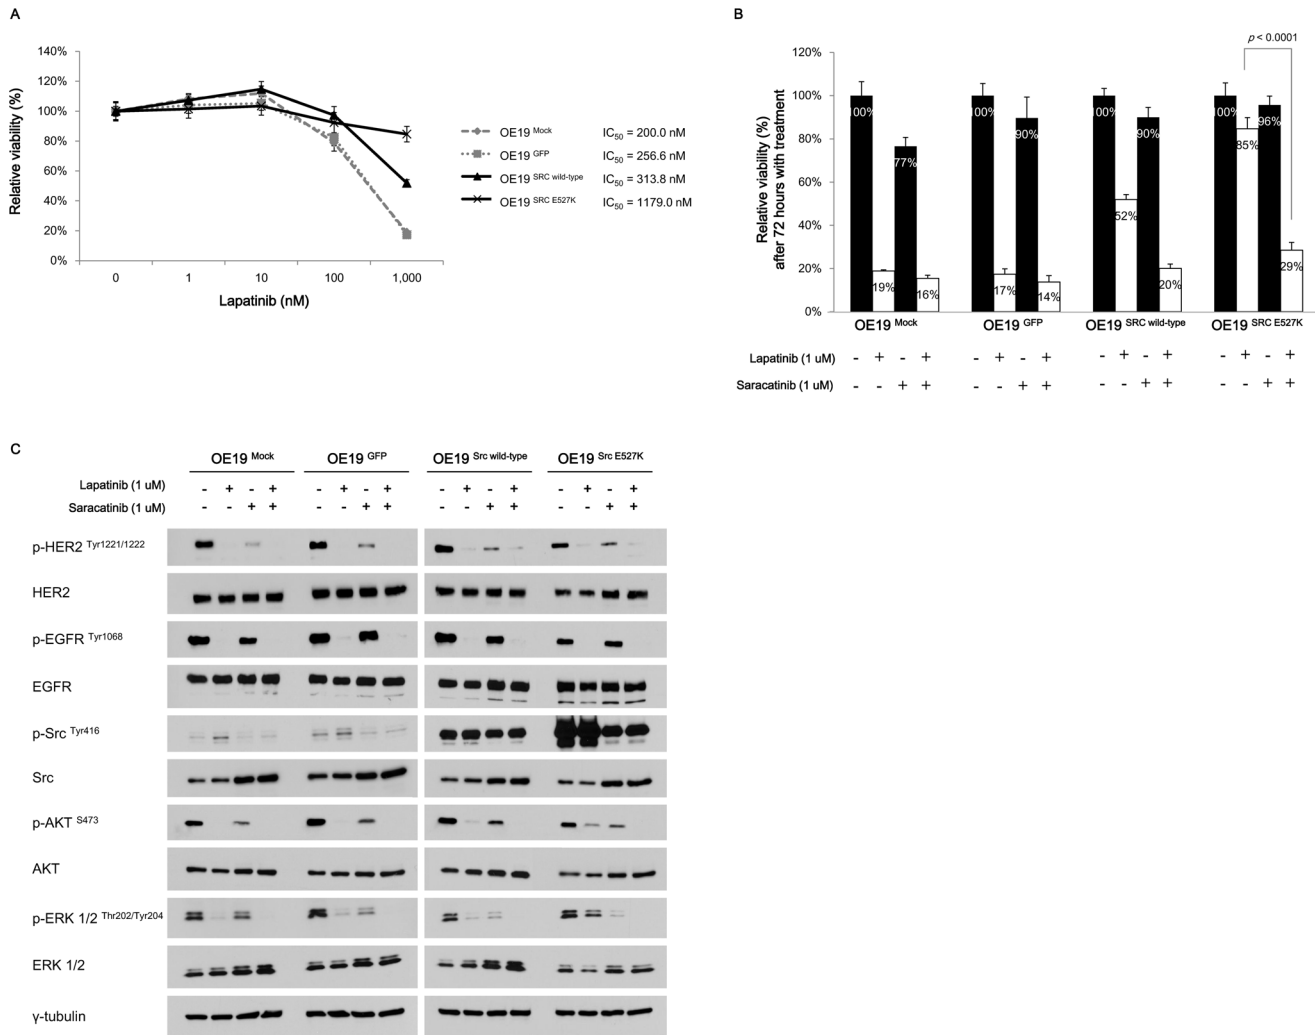 A
Relative viability (%)
140%
120%
100%
80%
60%
40%
20%
0%
0 1 10 100 1,000
Lapatinib (nM)
OE19 Mock IC50 = 200.0 nM
OE19 GFP IC50 = 256.6 nM
OE19 SRC wild-type IC50 = 313.8 nM
OE19 SRC E527K IC50 = 1179.0 nM
B
Relative viability (%)
after 72 hours with treatment
120%
100%
80%
60%
40%
20%
0%
p < 0.0001
100% 19% 77% 16%
100% 17% 90% 14%
100% 52% 90% 20%
100% 85% 96% 29%
OE19 Mock OE19 GFP OE19 SRC wild-type OE19 SRC E527K
Lapatinib (1 uM) - + - + - + - + - + - + - + - +
Saracatinib (1 uM) - - + + - - + + - - + + - - + +
C
OE19 Mock OE19 GFP OE19 Src wild-type OE19 Src E527K
Lapatinib (1 uM) - + - + - + - + - + - + - + - +
Saracatinib (1 uM) - - + + - - + + - - + + - - + +
p-HER2 Tyr1221/1222
HER2
p-EGFR Tyr1068
EGFR
p-Src Tyr416
Src
p-AKT S473
AKT
p-ERK 1/2 Thr202/Tyr204
ERK 1/2
γ-tubulin